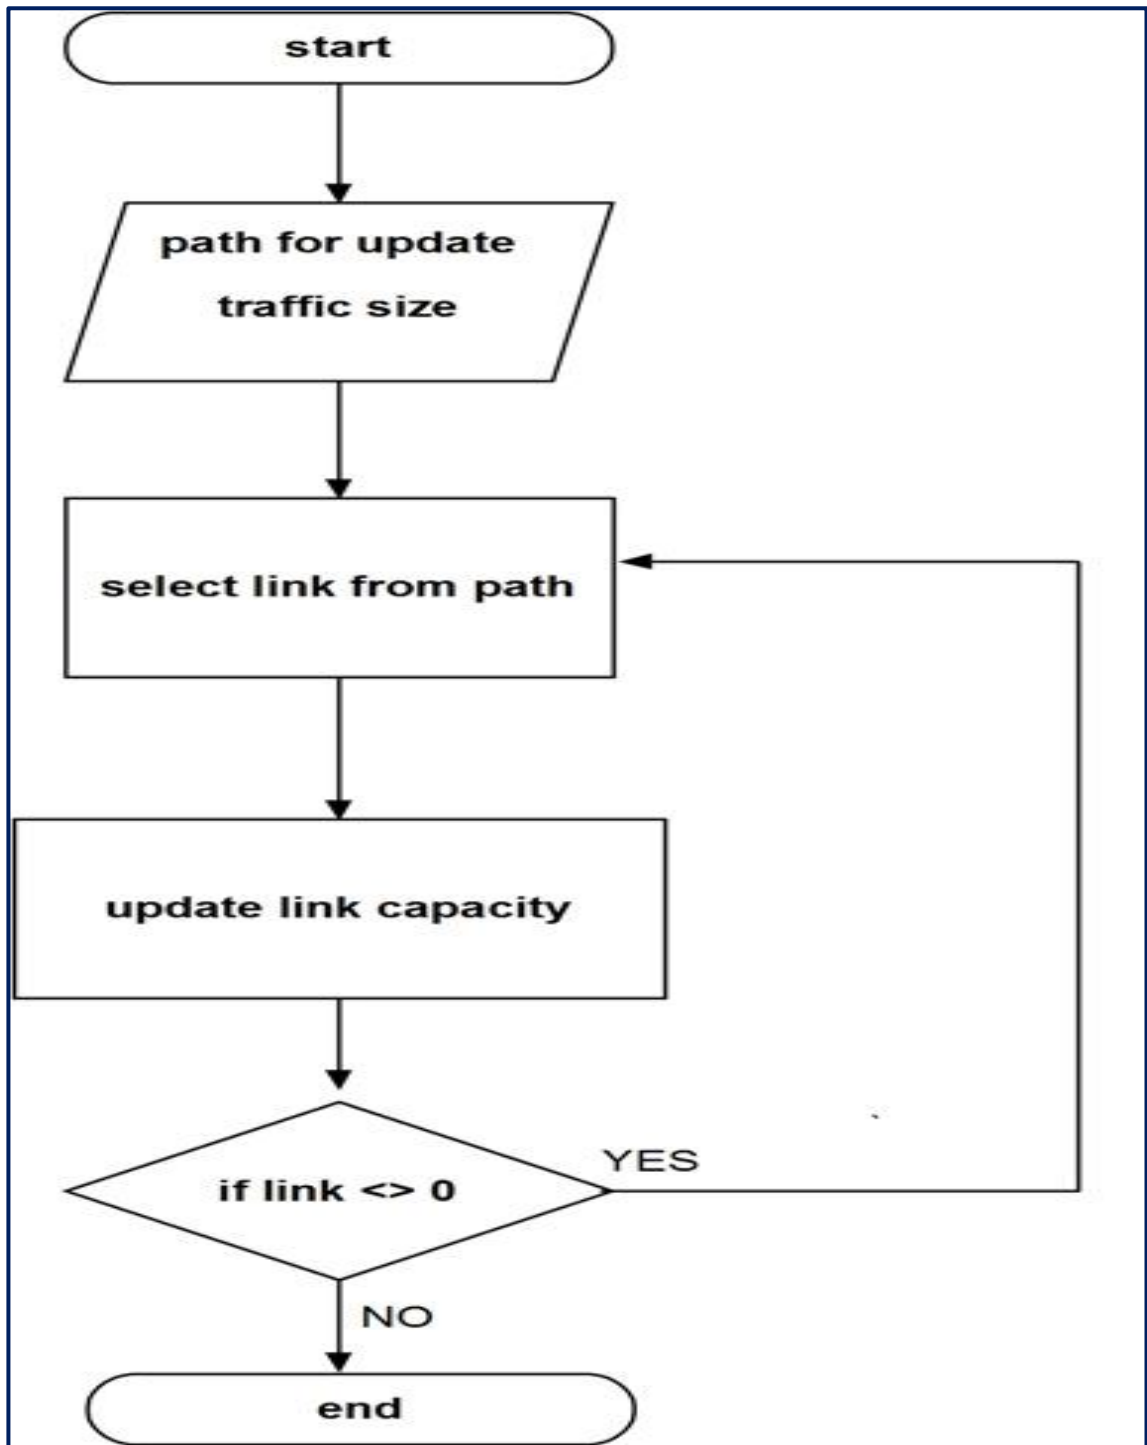 start
path for update
traffic size
select link from path
update link capacity
if link <> 0
YES
NO
end